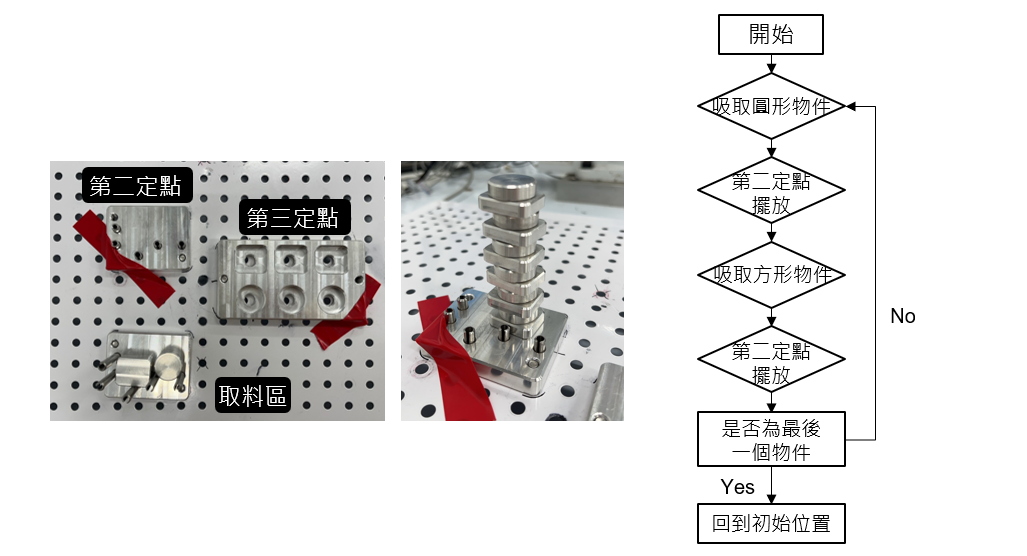 第二定點
第三定點
取料區
開始
吸取圓形物件
第二定點
擺放
吸取方形物件
第二定點
擺放
No
是否為最後
一個物件
Yes
回到初始位置